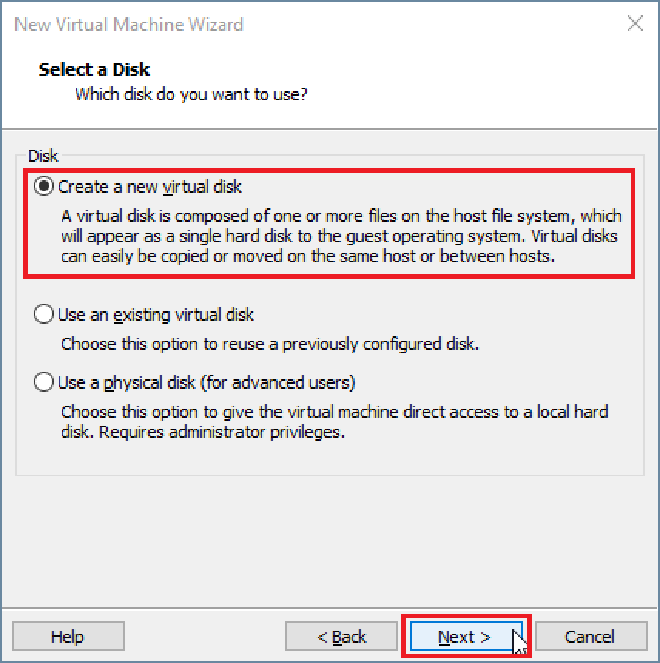 New Virtual Machine Wizard
Select a Disk
Which disk do you want to use?
Disk
Create a new virtual disk
A virtual disk is composed of one or more files on the host file system, which
will appear as a single hard disk to the guest operating system. Virtual disks
can easily be copied or moved on the same host or between hosts.
Use an existing virtual disk
Choose this option to reuse a previously configured disk.
Use a physical disk (for advanced users)
Choose this option to give the virtual machine direct access to a local hard
disk. Requires administrator privileges.
Help
< Back
Next >
Cancel